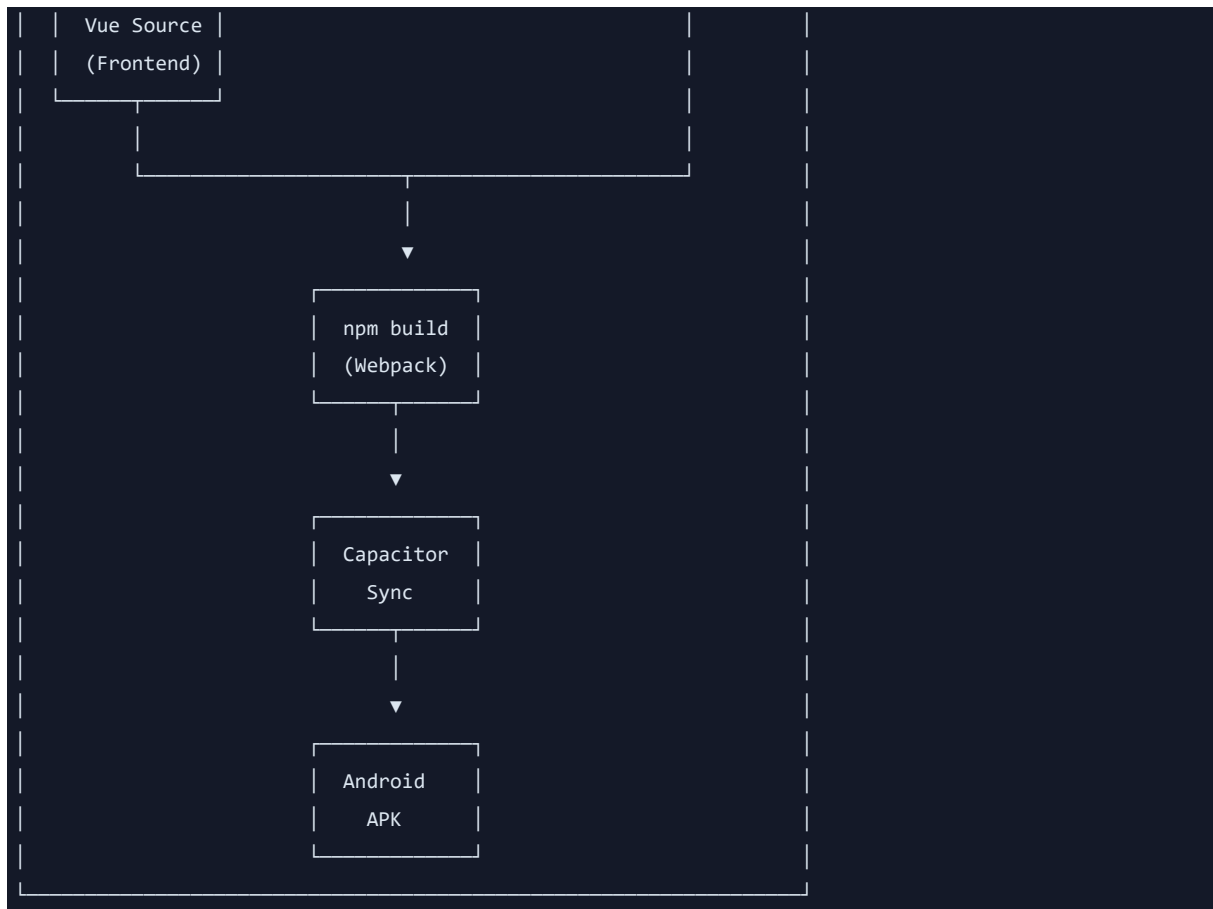 Vue Source
(Frontend)
npm build
(Webpack)
Capacitor
Sync
Android
APK